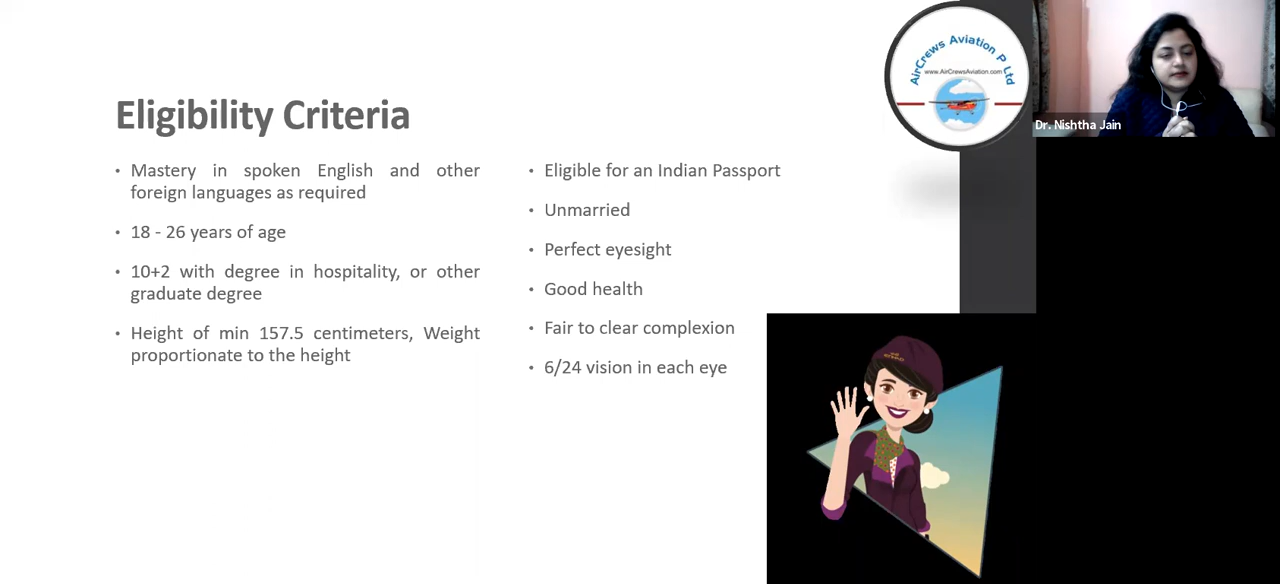 Eligibility Criteria
• Mastery in spoken English and other
foreign languages as required
• 18 - 26 years of age
• 10+2 with degree in hospitality, or other
graduate degree
• Height of min 157.5 centimeters, Weight
proportionate to the height
• Eligible for an Indian Passport
• Unmarried
• Perfect eyesight
• Good health
• Fair to clear complexion
• 6/24 vision in each eye
AirCrews Aviation P Ltd
www.AirCrewsAviation.com
Dr. Nishtha Jain